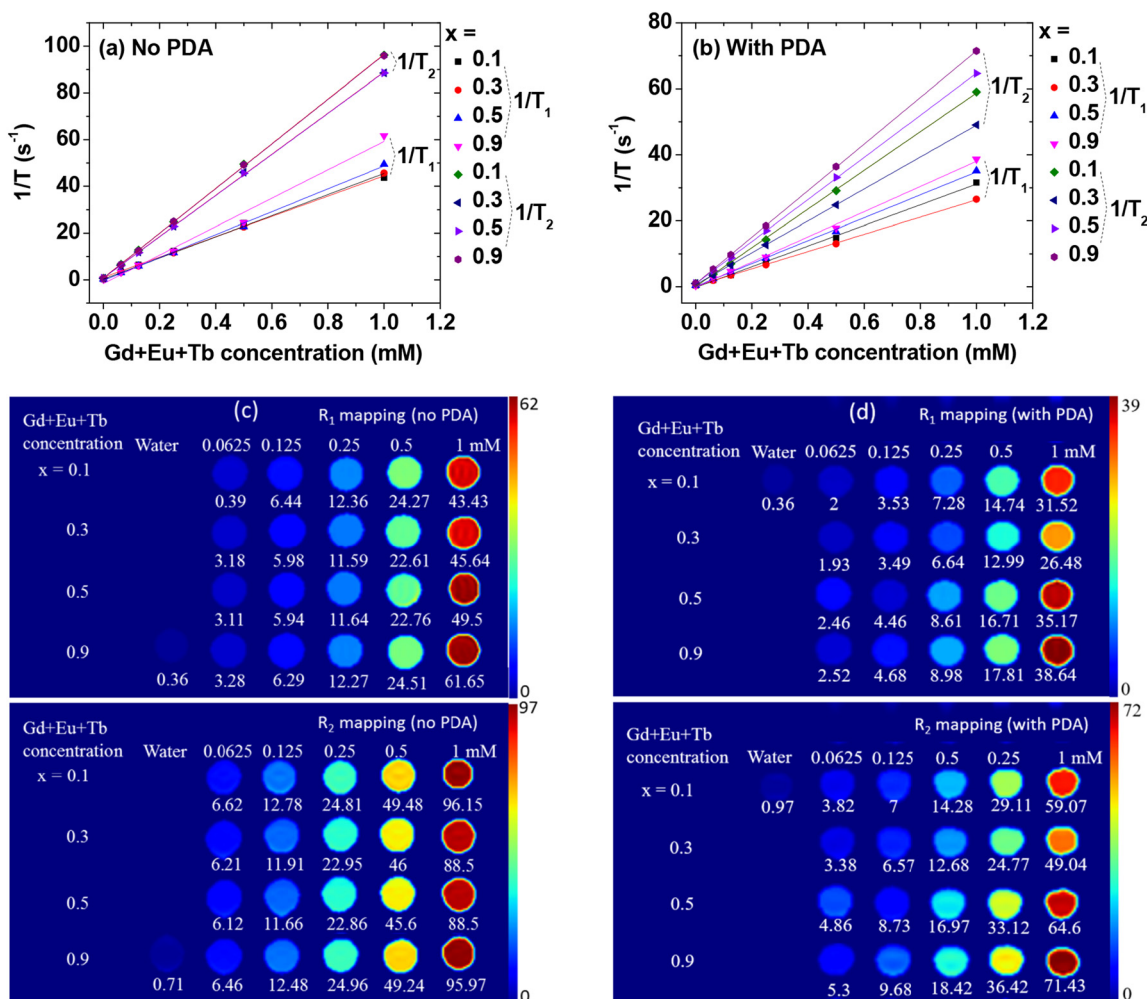 (a) No PDA
1/T (s⁻¹)
100
80
60
40
20
0
0.0 0.2 0.4 0.6 0.8 1.0 1.2
Gd+Eu+Tb concentration (mM)
1/T₂
1/T₁
x =
0.1
0.3
0.5
0.9
1/T₁
0.1
0.3
0.5
0.9
1/T₂
(b) With PDA
1/T (s⁻¹)
80
60
40
20
0
0.0 0.2 0.4 0.6 0.8 1.0 1.2
Gd+Eu+Tb concentration (mM)
1/T₂
1/T₁
x =
0.1
0.3
0.5
0.9
1/T₁
0.1
0.3
0.5
0.9
1/T₂
(c) R₁ mapping (no PDA) 62
Gd+Eu+Tb
concentration Water 0.0625 0.125 0.25 0.5 1 mM
x = 0.1
0.39 6.44 12.36 24.27 43.43
0.3
3.18 5.98 11.59 22.61 45.64
0.5
3.11 5.94 11.64 22.76 49.5
0.9
0.36 3.28 6.29 12.27 24.51 61.65
0
(d) R₁ mapping (with PDA) 39
Gd+Eu+Tb
concentration Water 0.0625 0.125 0.25 0.5 1 mM
x = 0.1
0.36 2 3.53 7.28 14.74 31.52
0.3
1.93 3.49 6.64 12.99 26.48
0.5
2.46 4.46 8.61 16.71 35.17
0.9
2.52 4.68 8.98 17.81 38.64
0
R₂ mapping (no PDA) 97
Gd+Eu+Tb
concentration Water 0.0625 0.125 0.25 0.5 1 mM
x = 0.1
6.62 12.78 24.81 49.48 96.15
0.3
6.21 11.91 22.95 46 88.5
0.5
6.12 11.66 22.86 45.6 88.5
0.9
0.71 6.46 12.48 24.96 49.24 95.97
0
R₂ mapping (with PDA) 72
Gd+Eu+Tb
concentration Water 0.0625 0.125 0.5 0.25 1 mM
x = 0.1
0.97 3.82 7 14.28 29.11 59.07
0.3
3.38 6.57 12.68 24.77 49.04
0.5
4.86 8.73 16.97 33.12 64.6
0.9
5.3 9.68 18.42 36.42 71.43
0